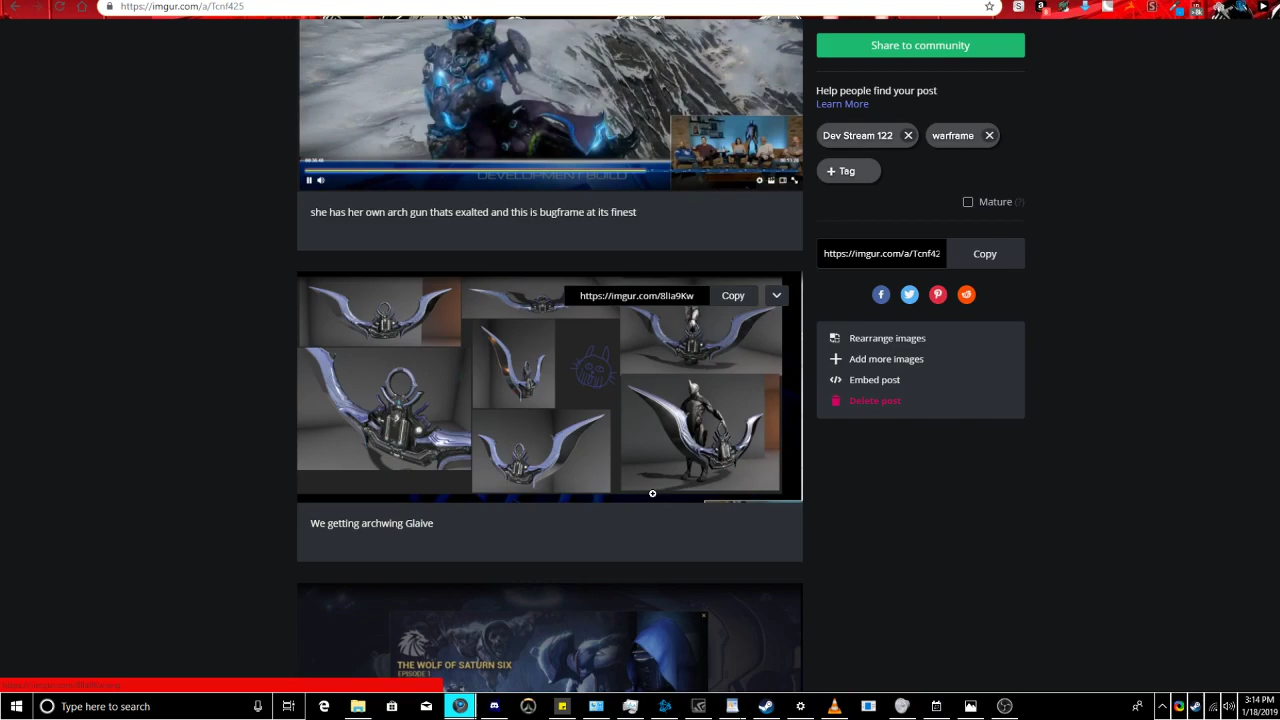 https://imgur.com/a/Tcnf425
Share to community
Help people find your post
Learn More
Dev Stream 122
warframe
+ Tag
Mature (?)
DEVELOPMENT BUILD
she has her own arch gun thats exalted and this is bugframe at its finest
https://imgur.com/a/Tcnf42
Copy
https://imgur.com/8lIa9Kw
Copy
Rearrange images
Add more images
Embed post
Delete post
We getting archwing Glaive
THE WOLF OF SATURN SIX
EPISODE 1
Type here to search
3:14 PM
1/18/2019